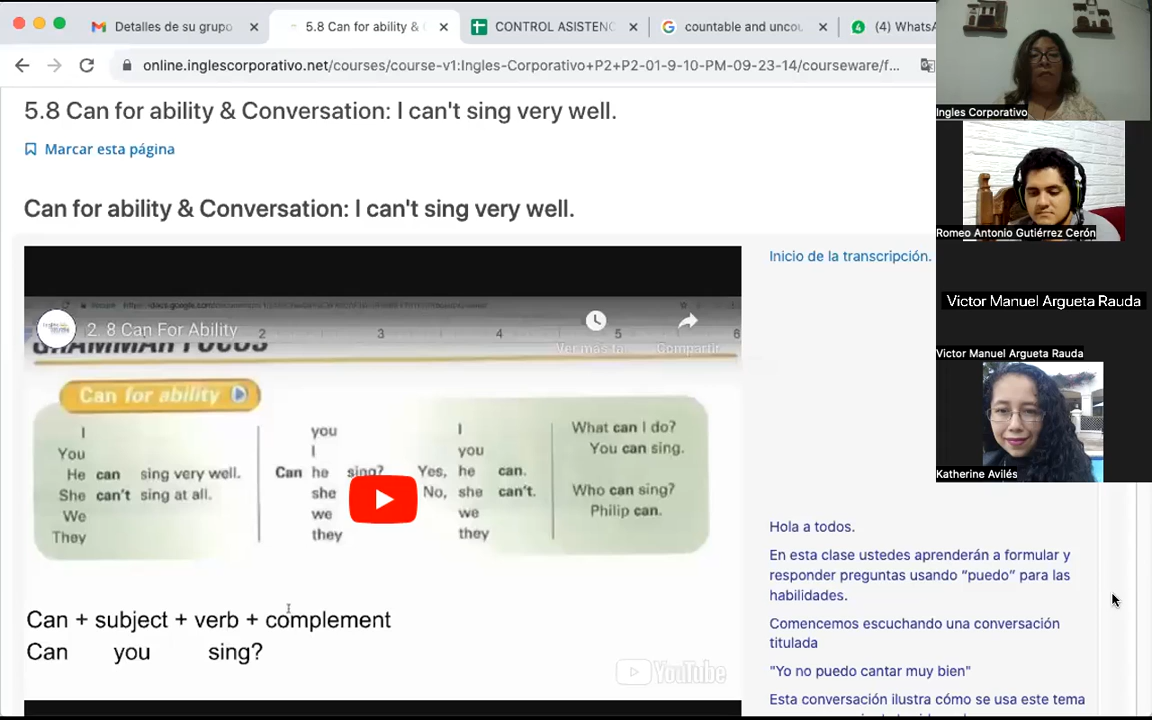 Detalles de su grupo
5.8 Can for ability &
CONTROL ASISTENC
countable and uncou
(4) WhatsA
online.inglescorporativo.net/courses/course-v1:Ingles-Corporativo+P2+P2-01-9-10-PM-09-23-14/courseware/f...
5.8 Can for ability & Conversation: I can't sing very well.
Marcar esta página
Can for ability & Conversation: I can't sing very well.
2. 8 Can For Ability
2 3 4 5 6
GRAMMAR FOCUS
Ver más ta
Compartir
Can for ability
I
You
He can sing very well.
She can't sing at all.
We
They
you
I
Can he sing?
she
we
they
I
you
Yes, he can.
No, she can't.
we
they
What can I do?
You can sing.
Who can sing?
Philip can.
Can + subject + verb + complement
Can you sing?
YouTube
Inicio de la transcripción.
Hola a todos.
En esta clase ustedes aprenderán a formular y
responder preguntas usando “puedo” para las
habilidades.
Comencemos escuchando una conversación
titulada
"Yo no puedo cantar muy bien"
Esta conversación ilustra cómo se usa este tema
Ingles Corporativo
Romeo Antonio Gutiérrez Cerón
Victor Manuel Argueta Rauda
Victor Manuel Argueta Rauda
Katherine Avilés